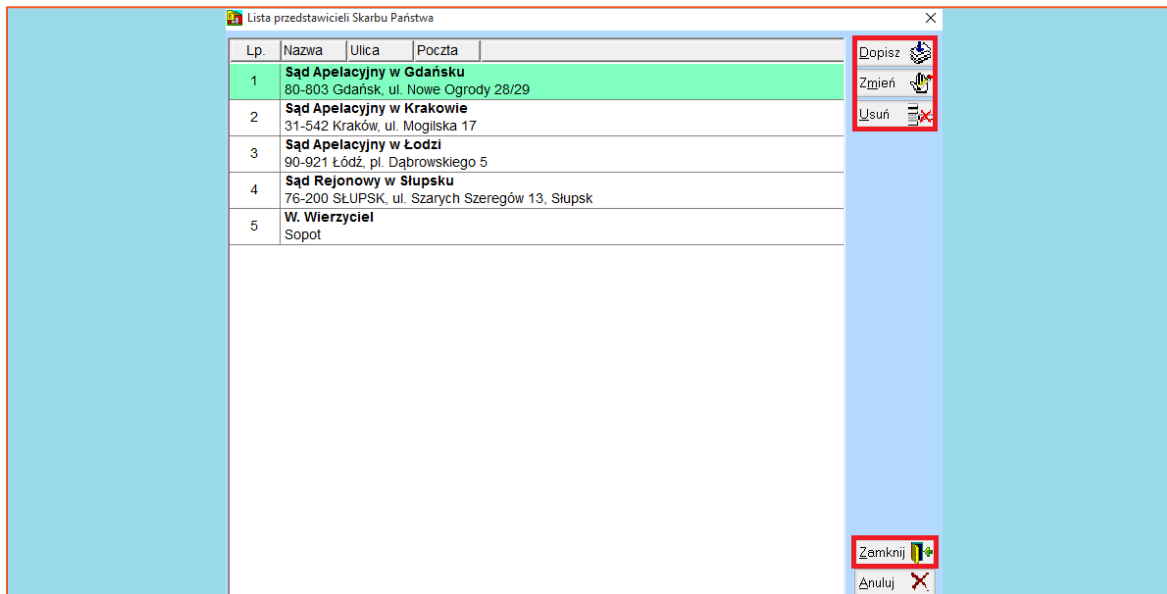 Lista przedstawicieli Skarbu Państwa
Lp. Nazwa Ulica Poczta
1 Sąd Apelacyjny w Gdańsku
80-803 Gdańsk, ul. Nowe Ogrody 28/29
2 Sąd Apelacyjny w Krakowie
31-542 Kraków, ul. Mogilska 17
3 Sąd Apelacyjny w Łodzi
90-921 Łódź, pl. Dąbrowskiego 5
4 Sąd Rejonowy w Słupsku
76-200 SŁUPSK, ul. Szarych Szeregów 13, Słupsk
5 W. Wierzyciel
Sopot
Dopisz
Zmień
Usuń
Zamknij
Anuluj